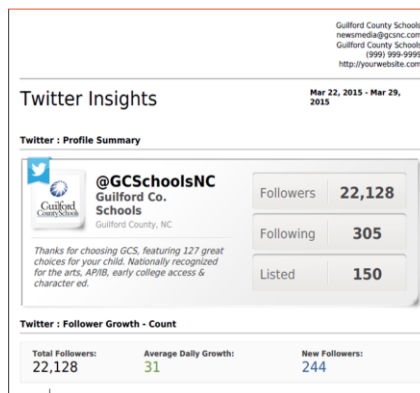 Guilford County Schools
newsmedia@gcsnc.com
Guilford County Schools
(999) 999-9999
http://yourwebsite.com
Twitter Insights
Mar 22, 2015 - Mar 29,
2015
Twitter : Profile Summary
Guilford
County Schools
@GCSchoolsNC
Guilford Co.
Schools
Guilford County, NC
Thanks for choosing GCS, featuring 127 great
choices for your child. Nationally recognized
for the arts, AP/IB, early college access &
character ed.
Followers 22,128
Following 305
Listed 150
Twitter : Follower Growth - Count
Total Followers: Average Daily Growth: New Followers:
22,128 31 244